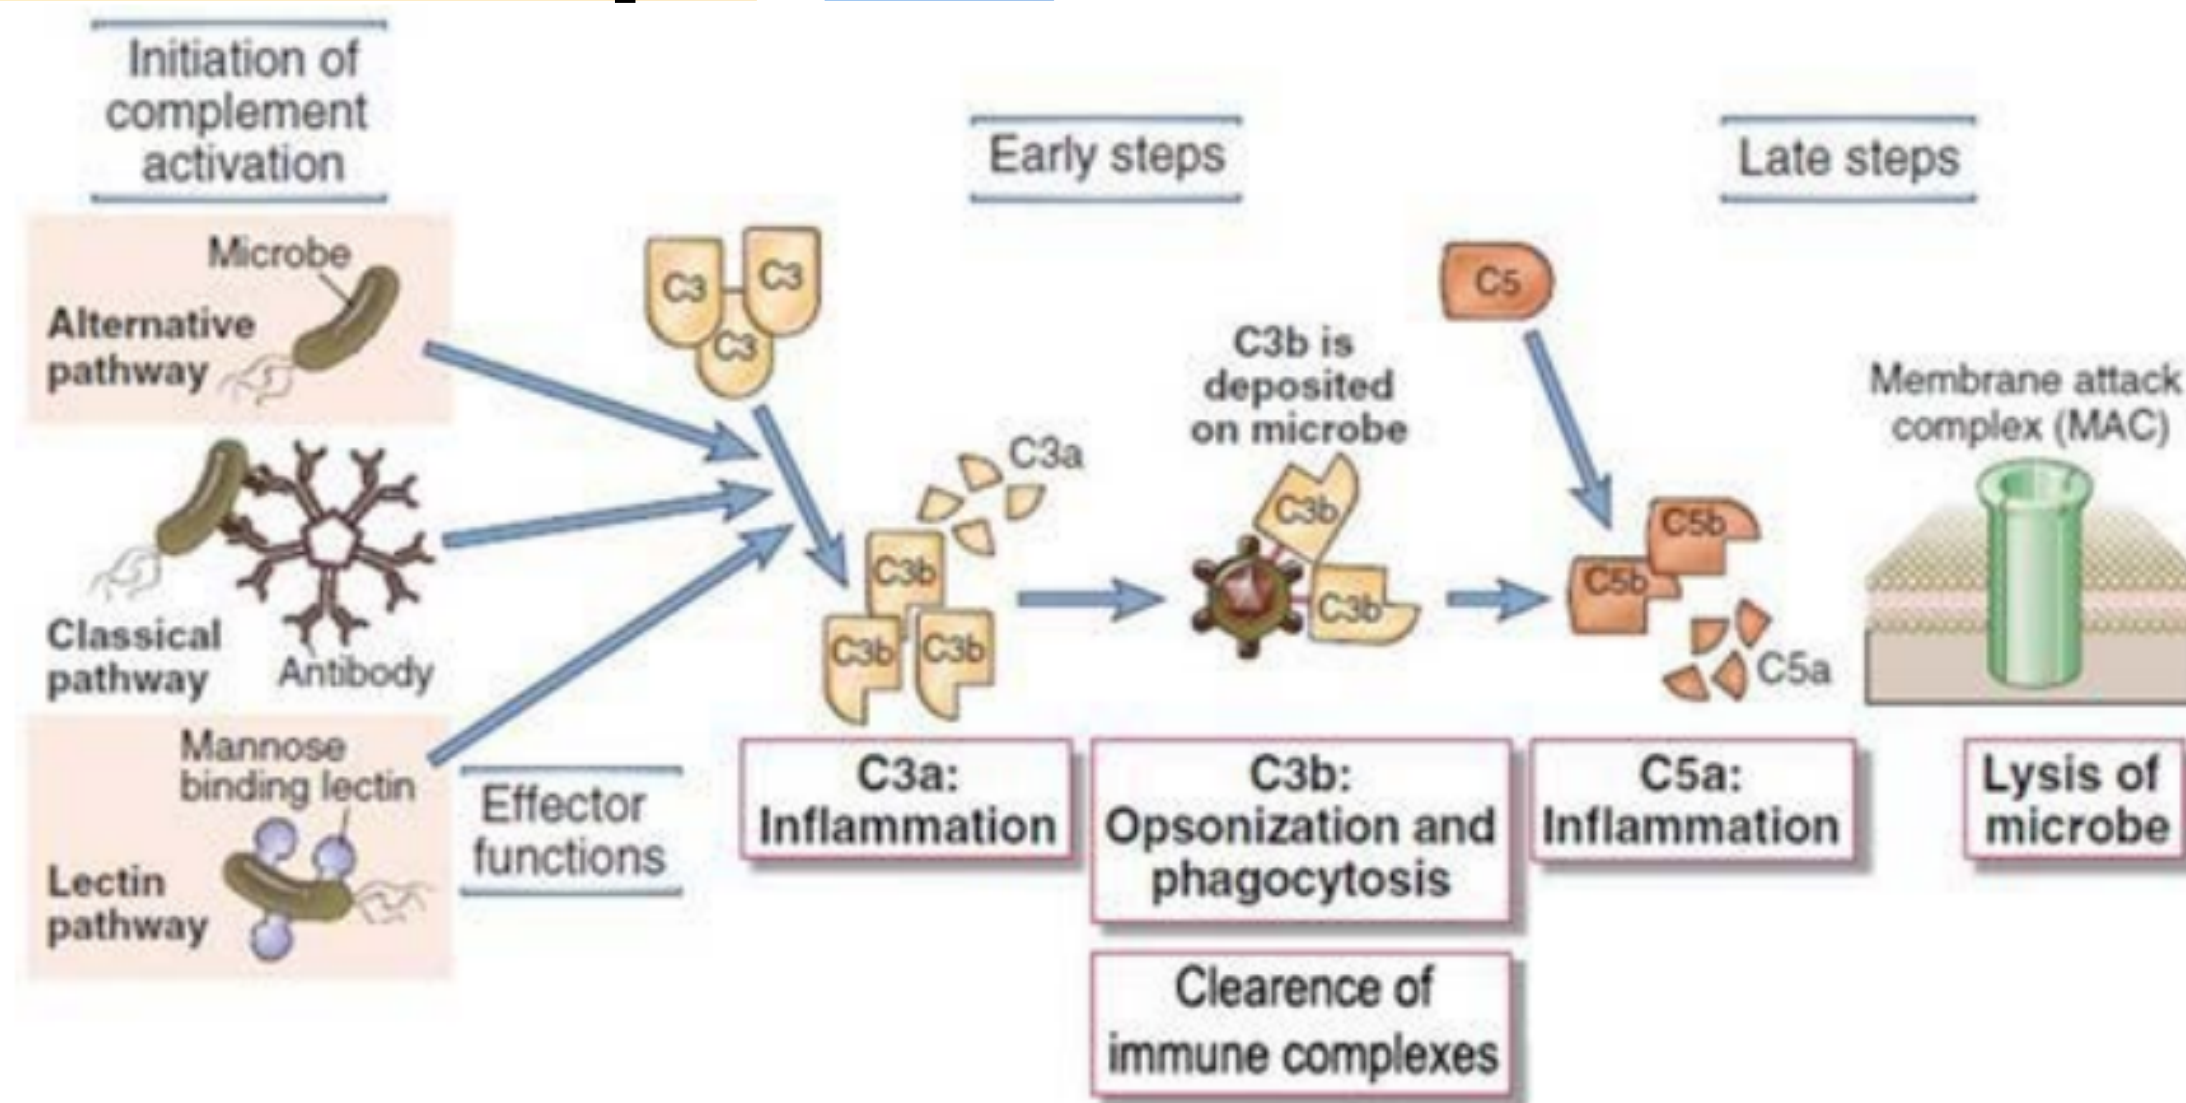 Initiation of
complement
activation
Early steps
Late steps
Microbe
Alternative
pathway
C3
C3
C3
C5
C3b is
deposited
on microbe
Membrane attack
complex (MAC)
C3a
C3b
C3b
C3b
C3b
C3b
C5b
C5b
C5a
Classical
pathway
Antibody
Mannose
binding lectin
Lectin
pathway
Effector
functions
C3a:
Inflammation
C3b:
Opsonization and
phagocytosis
C5a:
Inflammation
Lysis of
microbe
Clearence of
immune complexes